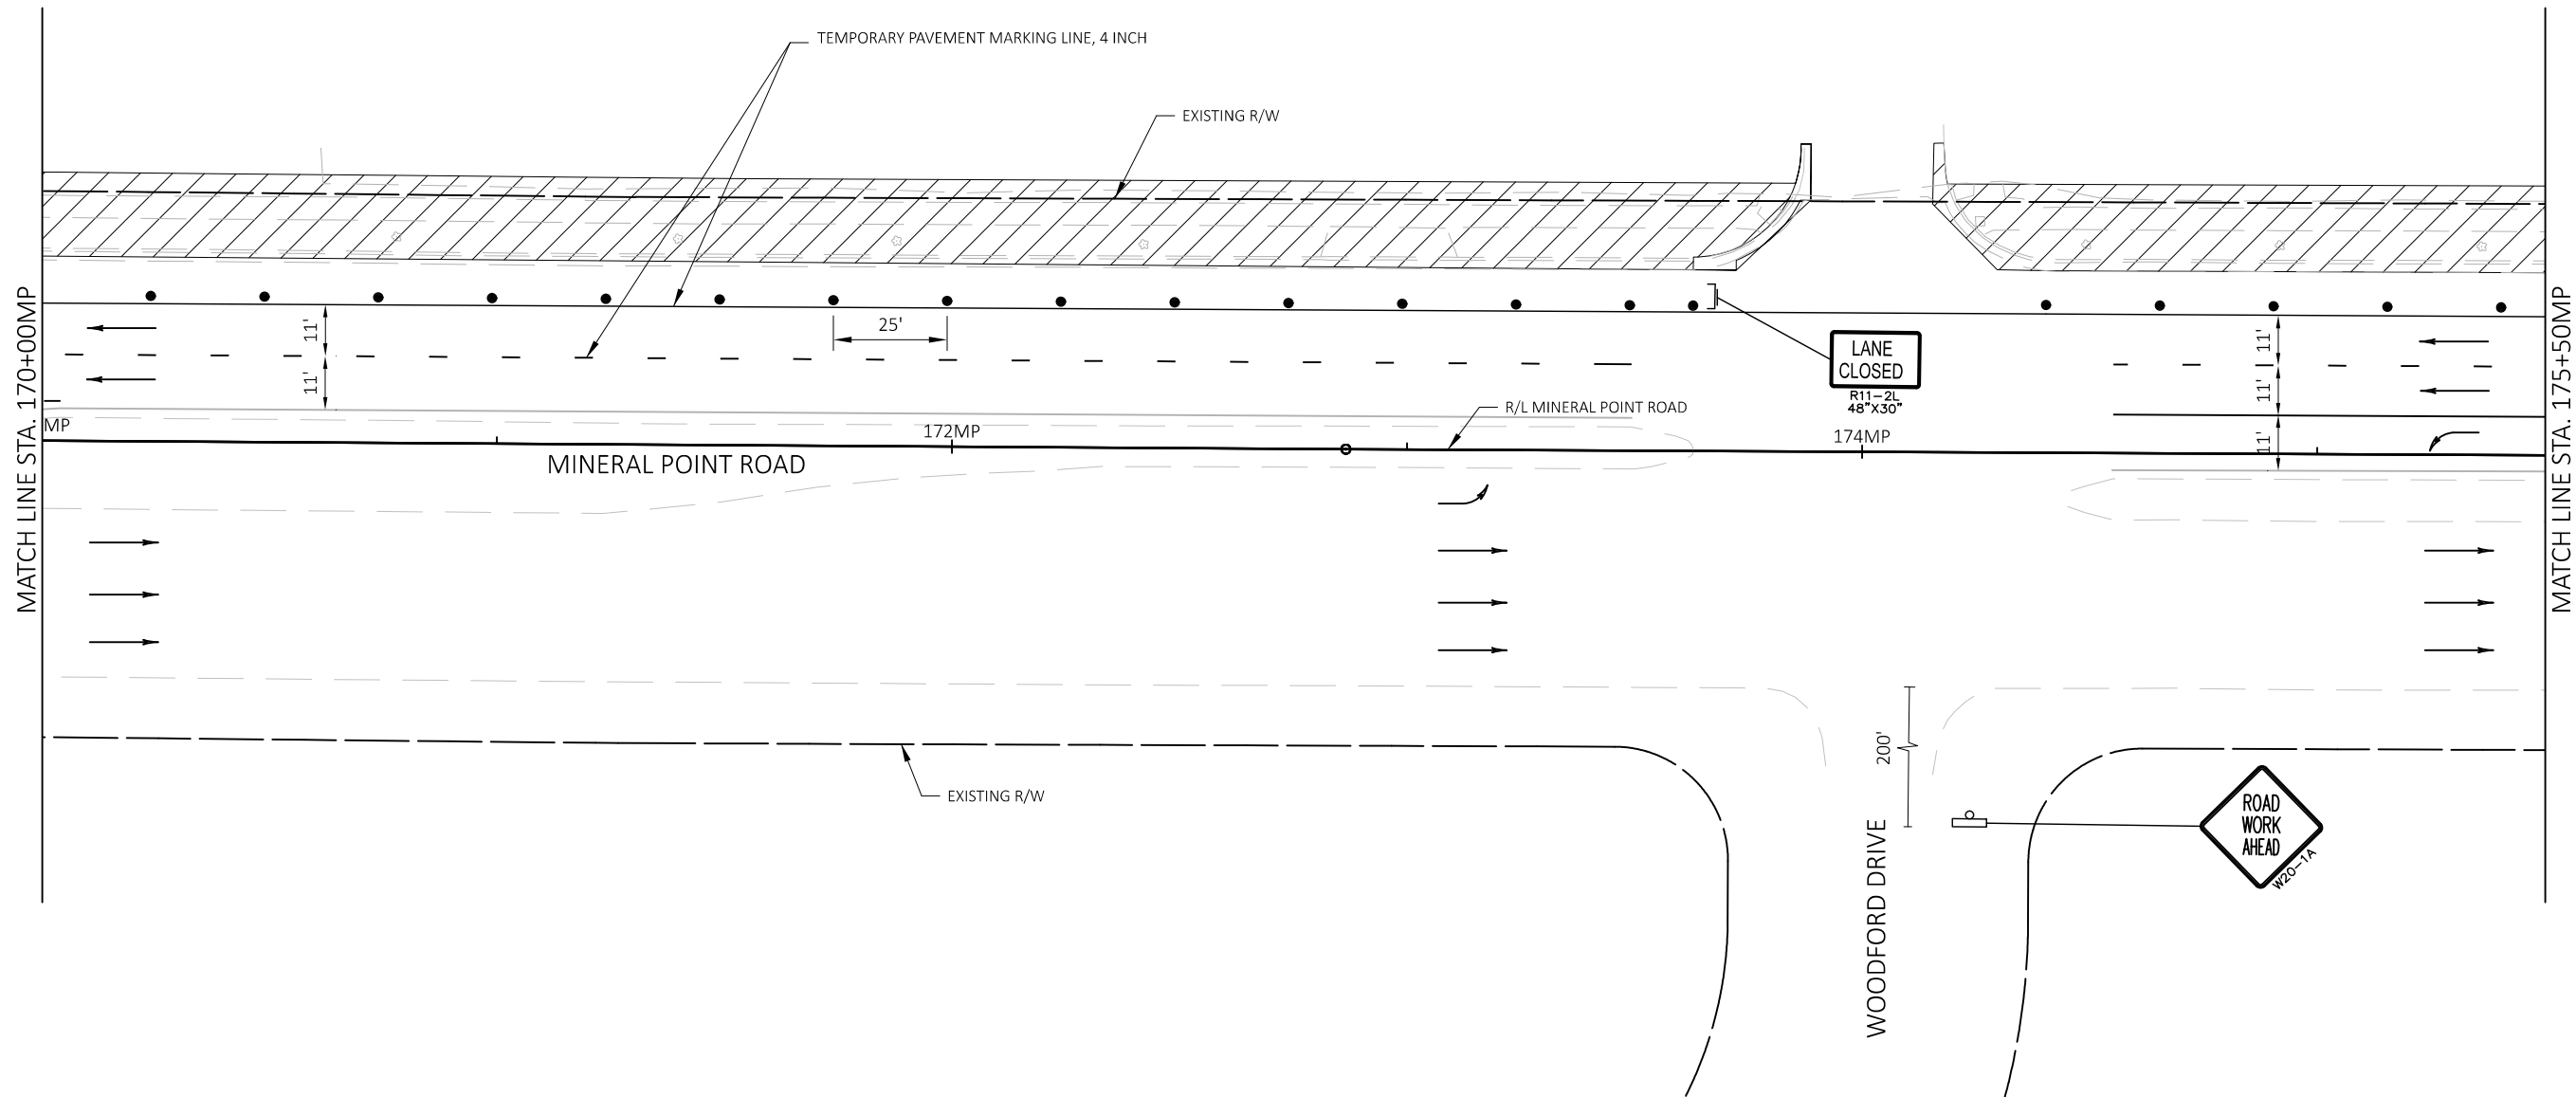 TEMPORARY PAVEMENT MARKING LINE, 4 INCH
EXISTING R/W
MATCH LINE STA. 170+00MP
MATCH LINE STA. 175+50MP
11'
11'
25'
LANE
CLOSED
R11-2L
48"X30"
11'
11'
11'
R/L MINERAL POINT ROAD
MP
172MP
174MP
MINERAL POINT ROAD
200'
EXISTING R/W
WOODFORD DRIVE
ROAD
WORK
AHEAD
W20-1A